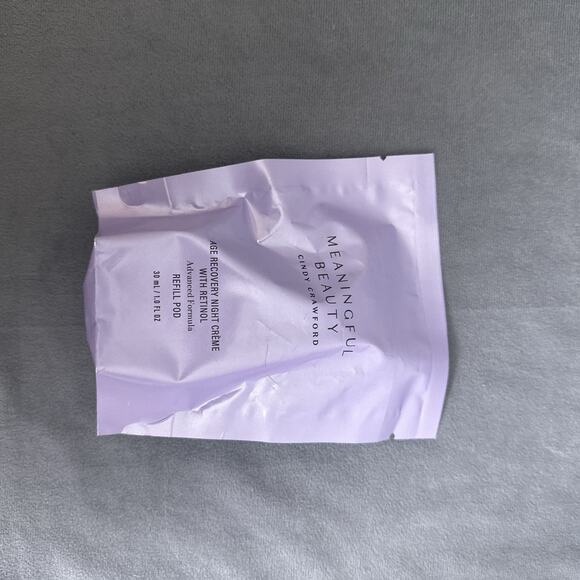 MEANINGFUL
BEAUTY
CINDY CRAWFORD
AGE RECOVERY NIGHT CRÈME
WITH RETINOL
Advanced Formula
REFILL POD
30 mL / 1.0 FL OZ